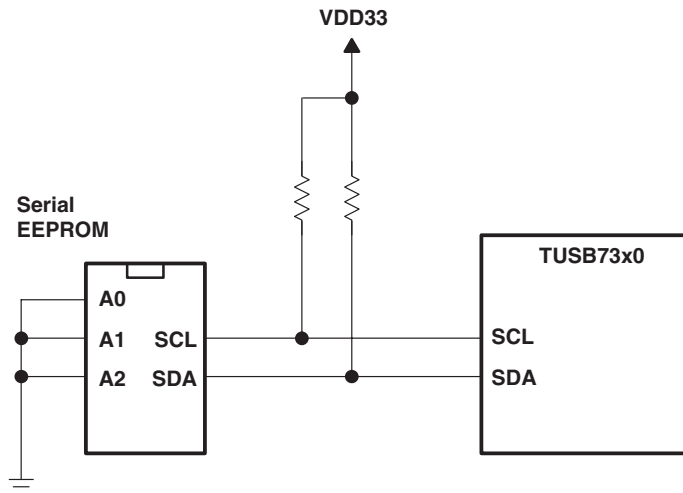 VDD33
Serial
EEPROM
TUSB73x0
A0
A1 SCL
SCL
A2 SDA
SDA